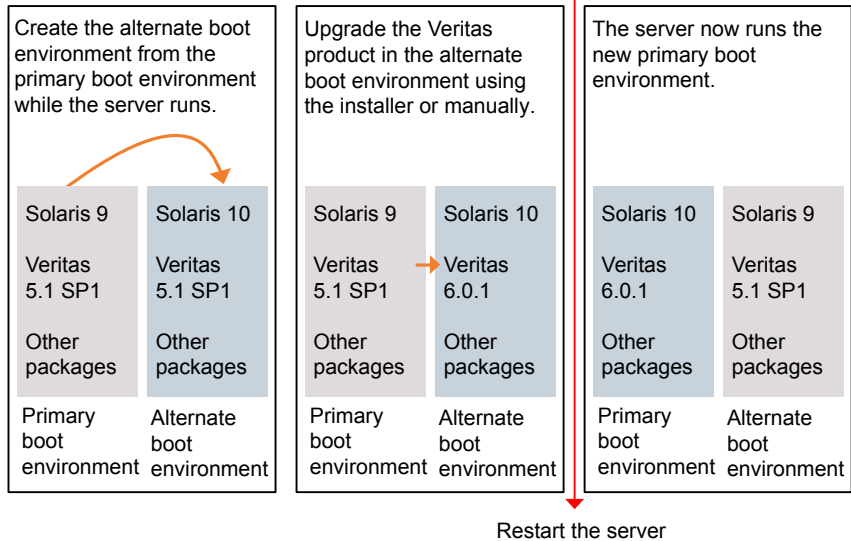 Create the alternate boot
environment from the
primary boot environment
while the server runs.
Solaris 9
Veritas
5.1 SP1
Other
packages
Primary
boot
environment
Solaris 10
Veritas
5.1 SP1
Other
packages
Alternate
boot
environment
Upgrade the Veritas
product in the alternate
boot environment using
the installer or manually.
Solaris 9
Veritas
5.1 SP1
Other
packages
Primary
boot
environment
Solaris 10
Veritas
6.0.1
Other
packages
Alternate
boot
environment
The server now runs the
new primary boot
environment.
Solaris 10
Veritas
6.0.1
Other
packages
Primary
boot
environment
Solaris 9
Veritas
5.1 SP1
Other
packages
Alternate
boot
environment
Restart the server